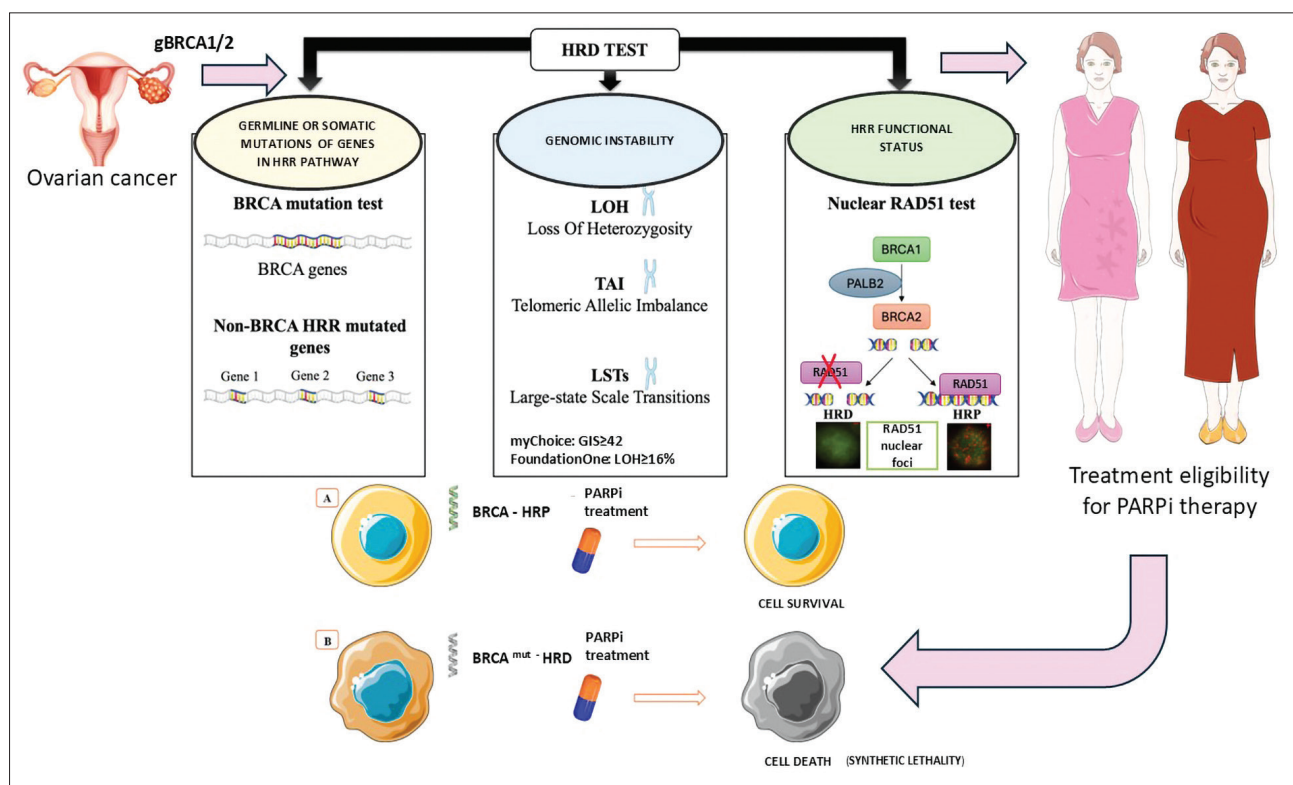 gBRCA1/2
Ovarian cancer
HRD TEST
GERMLINE OR SOMATIC
MUTATIONS OF GENES
IN HRR PATHWAY
BRCA mutation test
BRCA genes
Non-BRCA HRR mutated
genes
Gene 1
Gene 2
Gene 3
GENOMIC INSTABILITY
LOH
Loss Of Heterozygosity
TAI
Telomeric Allelic Imbalance
LSTs
Large-state Scale Transitions
myChoice: GIS≥42
FoundationOne: LOH≥16%
HRR FUNCTIONAL
STATUS
Nuclear RAD51 test
BRCA1
PALB2
BRCA2
RAD51
RAD51
HRD
HRP
RAD51
nuclear
foci
Treatment eligibility
for PARPi therapy
A
BRCA - HRP
PARPi
treatment
CELL SURVIVAL
B
BRCA mut - HRD
PARPi
treatment
CELL DEATH (SYNTHETIC LETHALITY)